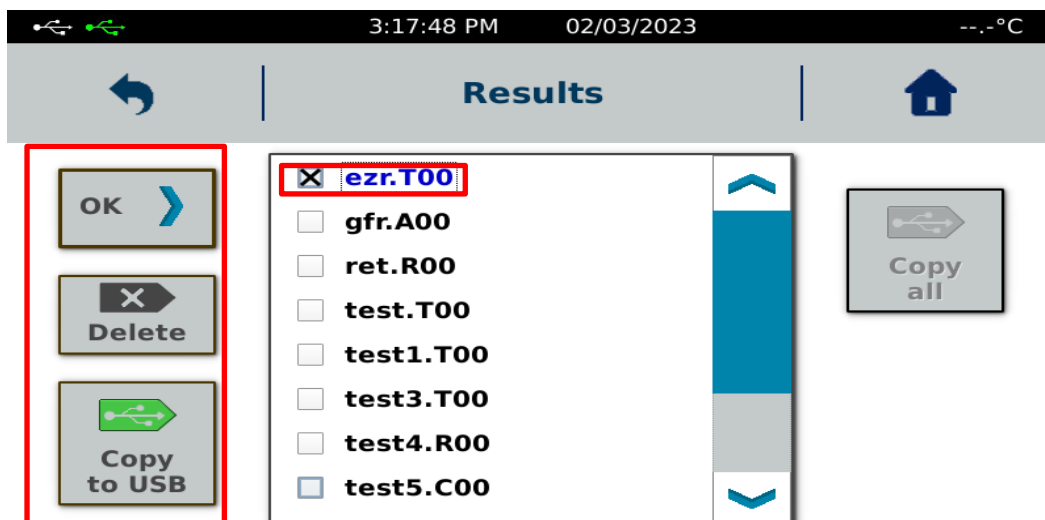 3:17:48 PM 02/03/2023 --.-°C
Results
OK
Delete
Copy
to USB
ezr.T00
gfr.A00
ret.R00
test.T00
test1.T00
test3.T00
test4.R00
test5.C00
Copy
all